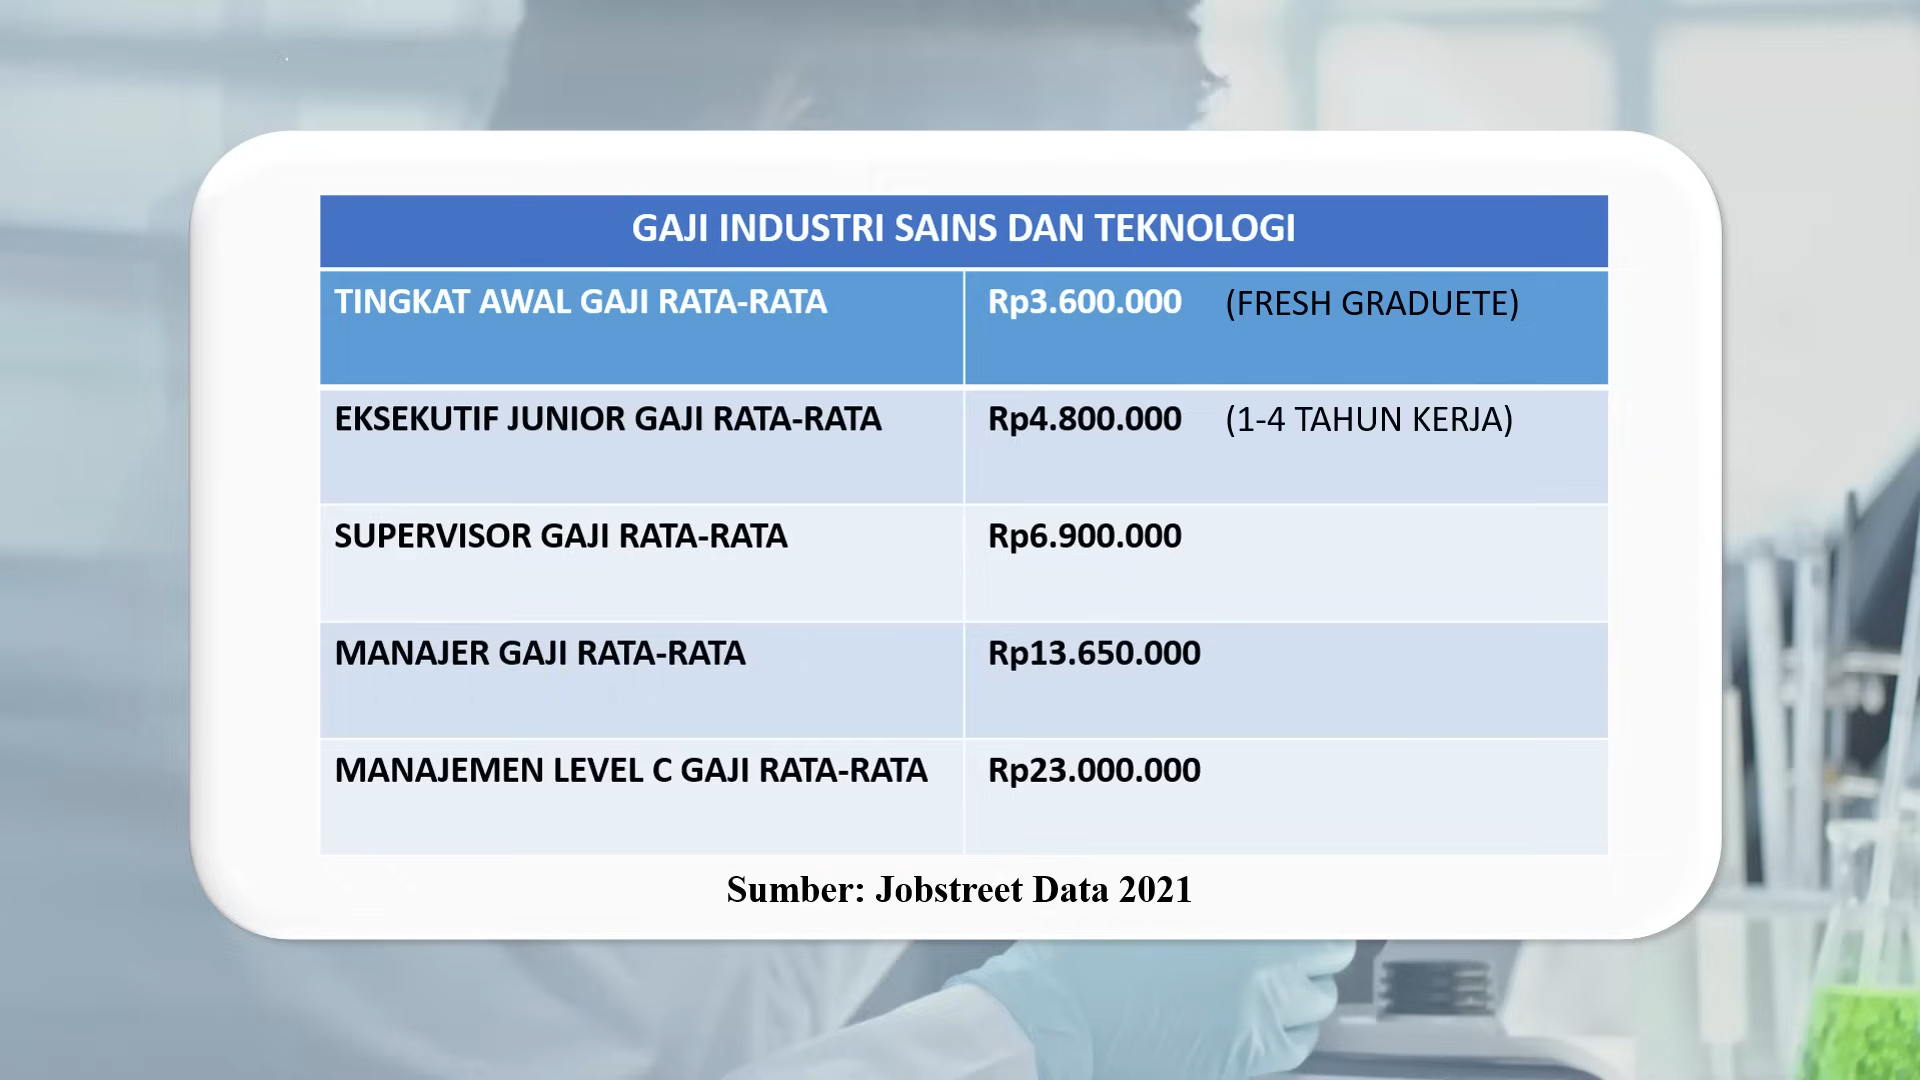 GAJI INDUSTRI SAINS DAN TEKNOLOGI
TINGKAT AWAL GAJI RATA-RATA Rp3.600.000 (FRESH GRADUETE)
EKSEKUTIF JUNIOR GAJI RATA-RATA Rp4.800.000 (1-4 TAHUN KERJA)
SUPERVISOR GAJI RATA-RATA Rp6.900.000
MANAJER GAJI RATA-RATA Rp13.650.000
MANAJEMEN LEVEL C GAJI RATA-RATA Rp23.000.000
Sumber: Jobstreet Data 2021